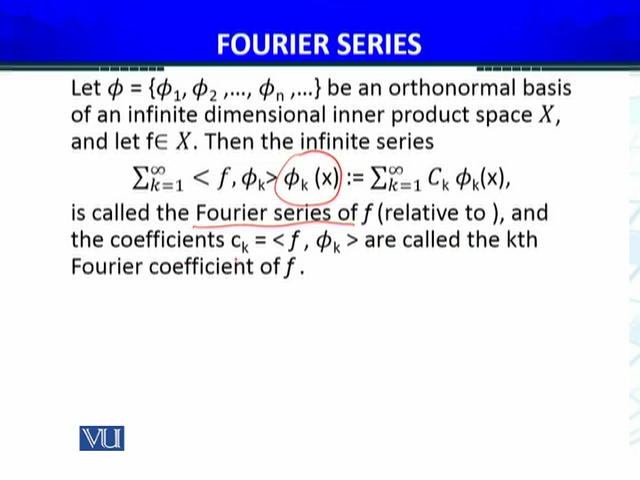 FOURIER SERIES
Let ϕ = {ϕ₁, ϕ₂ ,..., ϕₙ ,...} be an orthonormal basis
of an infinite dimensional inner product space X,
and let f∈ X. Then the infinite series
∑_{k=1}^{∞} < f, ϕₖ> ϕₖ (x) := ∑_{k=1}^{∞} Cₖ ϕₖ(x),
is called the Fourier series of f (relative to ), and
the coefficients cₖ = < f , ϕₖ > are called the kth
Fourier coefficient of f .
VU